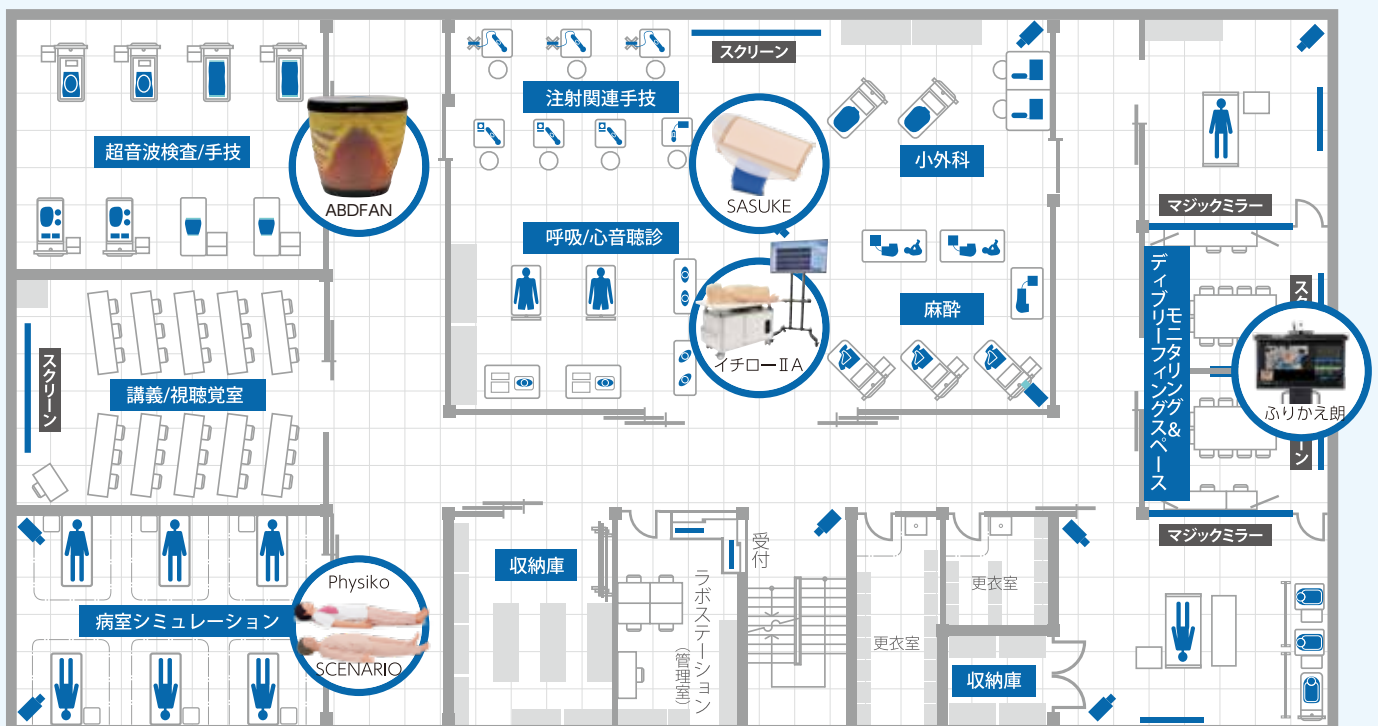 スクリーン
注射関連手技
超音波検査/手技
小外科
ABDFAN
SASUKE
マジックミラー
呼吸/心音聴診
モニタリング&
ディブリーフィングスペース
麻酔
イチローⅡA
スクリーン
スクリーン
講義/視聴覚室
ふりかえ朗
マジックミラー
収納庫
受付
ラボステーション
(管理室)
更衣室
更衣室
Physiko
病室シミュレーション
SCENARIO
収納庫